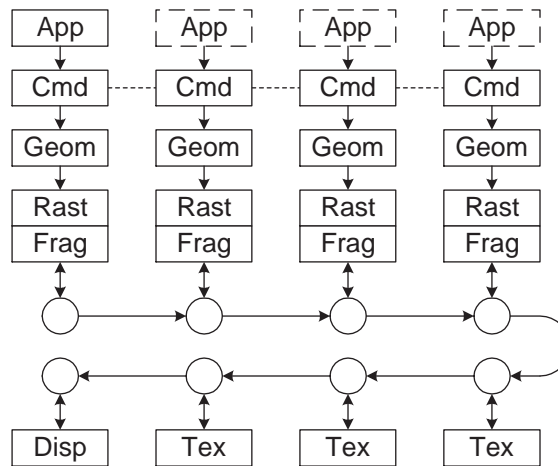 App App App App
Cmd Cmd Cmd Cmd
Geom Geom Geom Geom
Rast Rast Rast Rast
Frag Frag Frag Frag
Disp Tex Tex Tex